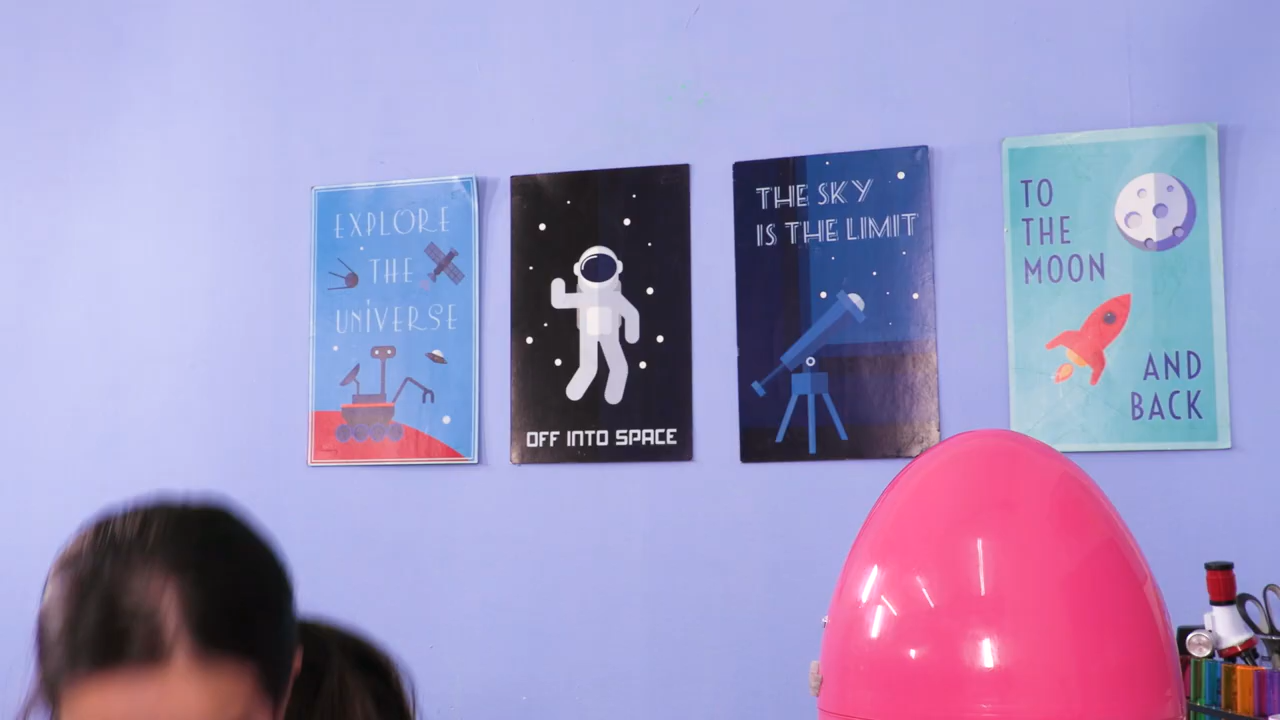 EXPLORE
THE
UNIVERSE
OFF INTO SPACE
THE SKY
IS THE LIMIT
TO
THE
MOON
AND
BACK